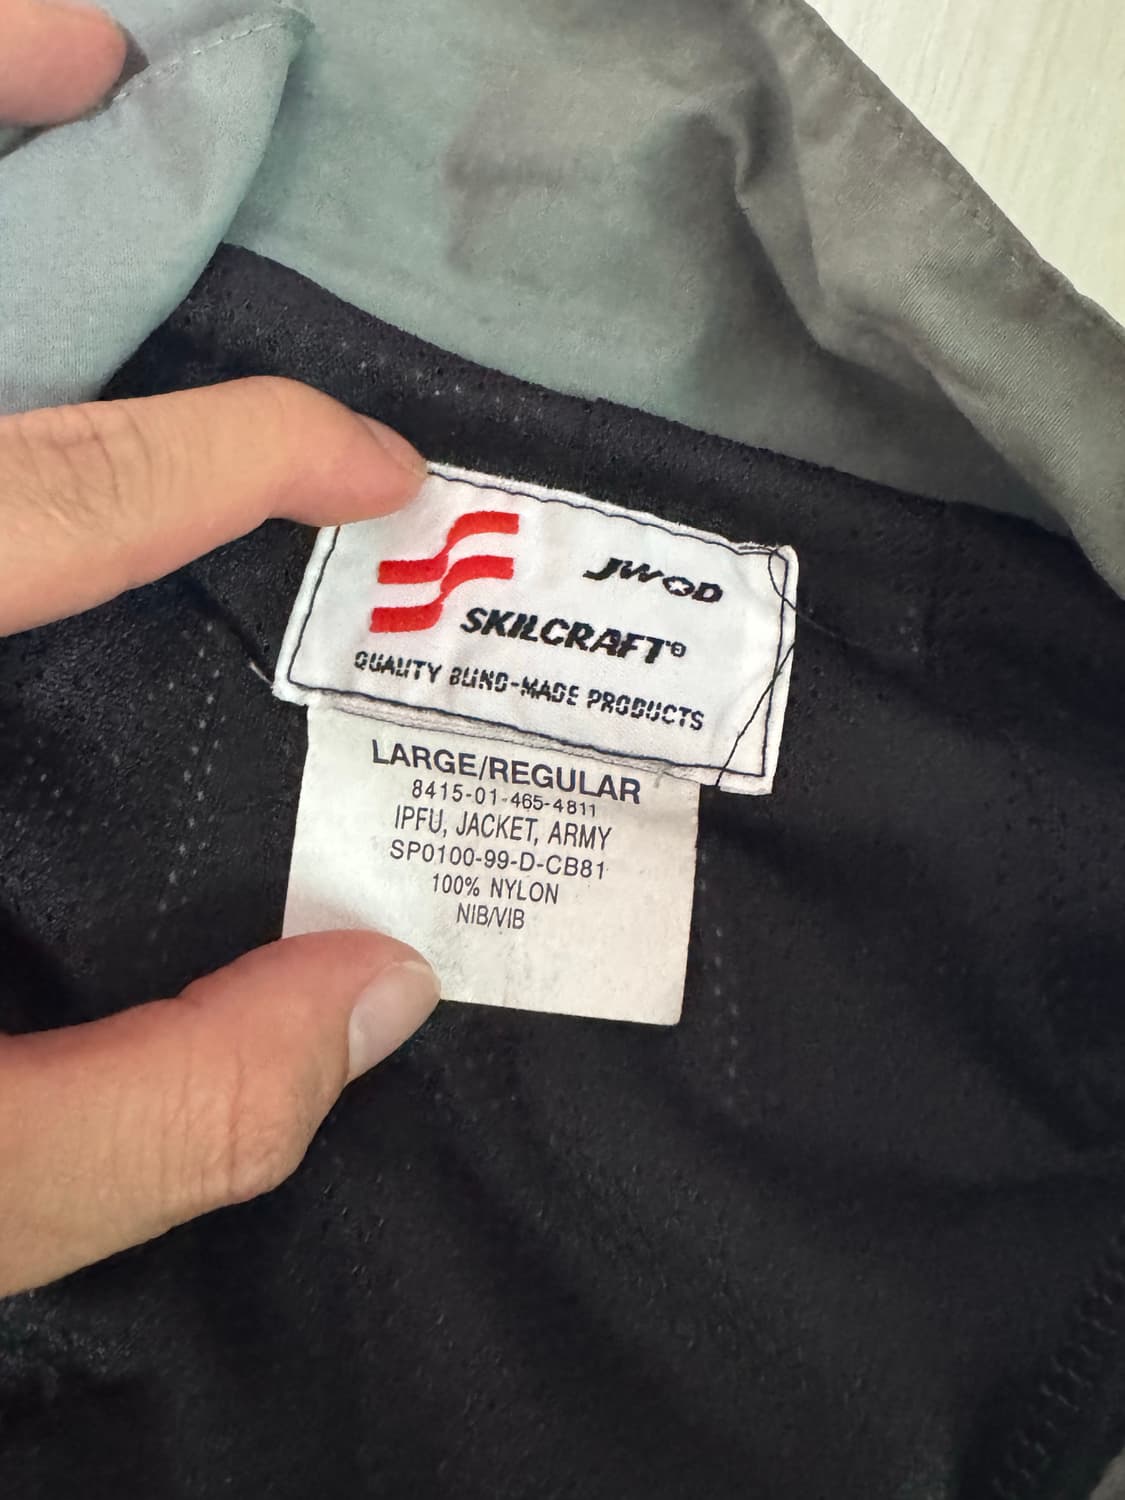 JWOD
SKILCRAFT®
QUALITY BLIND-MADE PRODUCTS
LARGE/REGULAR
8415-01-465-4811
IPFU, JACKET, ARMY
SP0100-99-D-CB81
100% NYLON
NIB/VIB